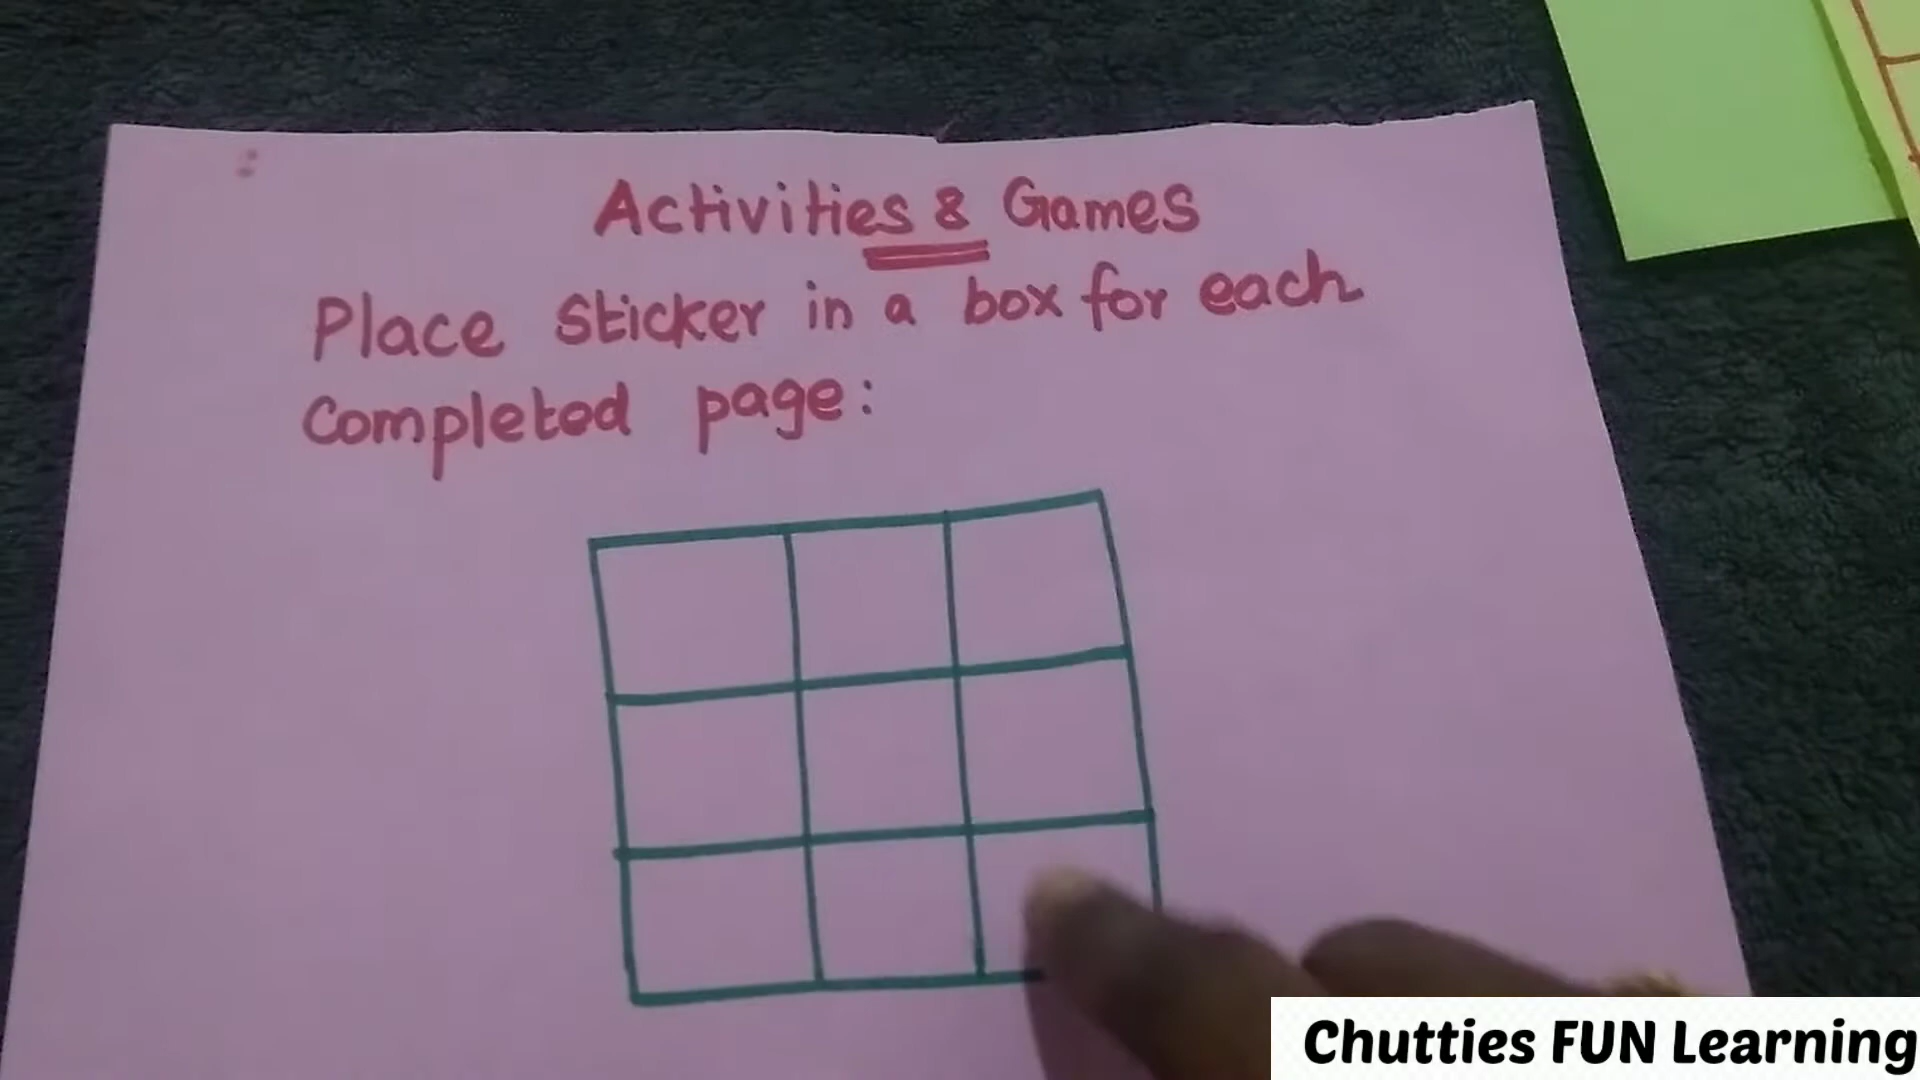 Activities & Games
Place Sticker in a box for each
Completed page:
Chutties FUN Learning